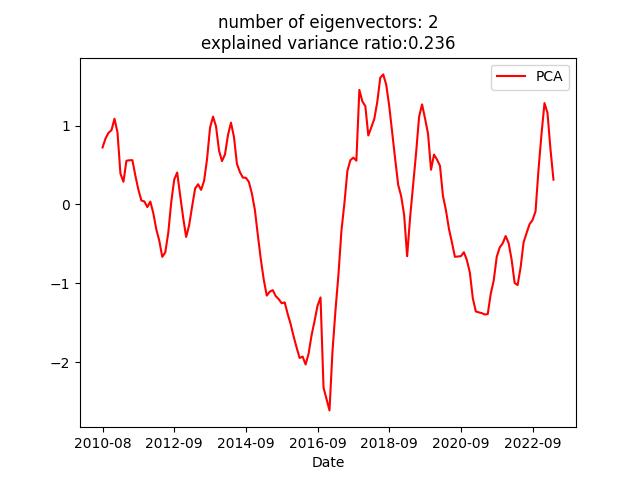 number of eigenvectors: 2
explained variance ratio:0.236
PCA
1
0
−1
−2
2010-08 2012-09 2014-09 2016-09 2018-09 2020-09 2022-09
Date